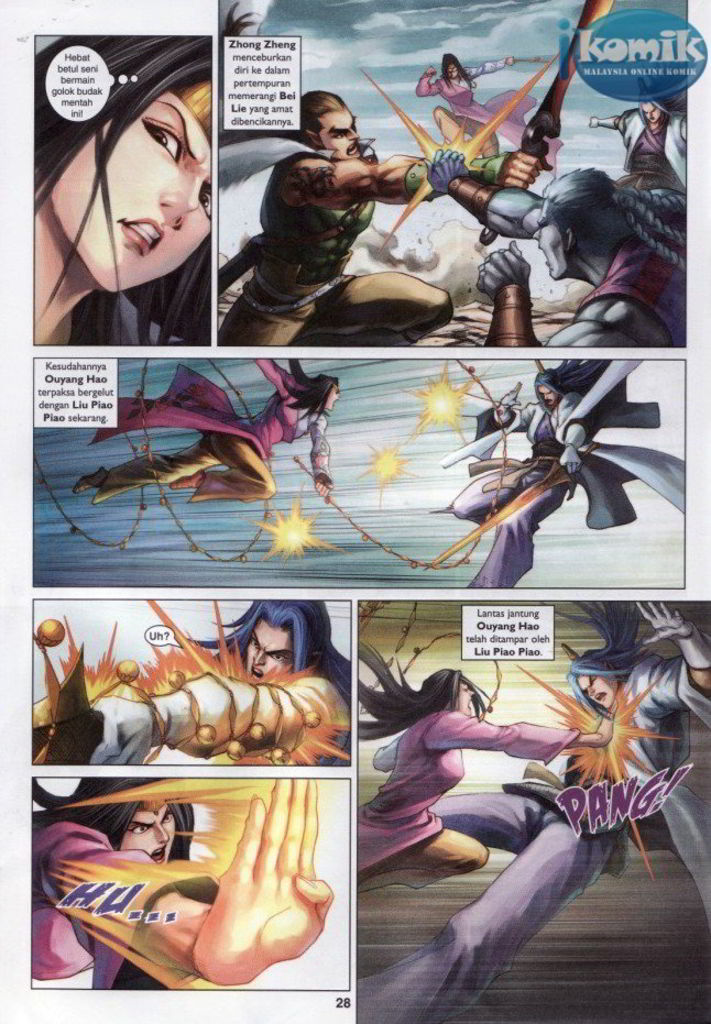 ikomik
MALAYSIA ONLINE KOMIK
Hebat
betul seni
bermain
golok budak
mentah
ini!
Zhong Zheng
menceburkan
diri ke dalam
pertempuran
memerangi Bei
Lie yang amat
dibencikannya.
Kesudahannya
Ouyang Hao
terpaksa bergelut
dengan Liu Piao
Piao sekarang.
Uh?
HU...
Lantas jantung
Ouyang Hao
telah ditampar oleh
Liu Piao Piao.
PANG!
28